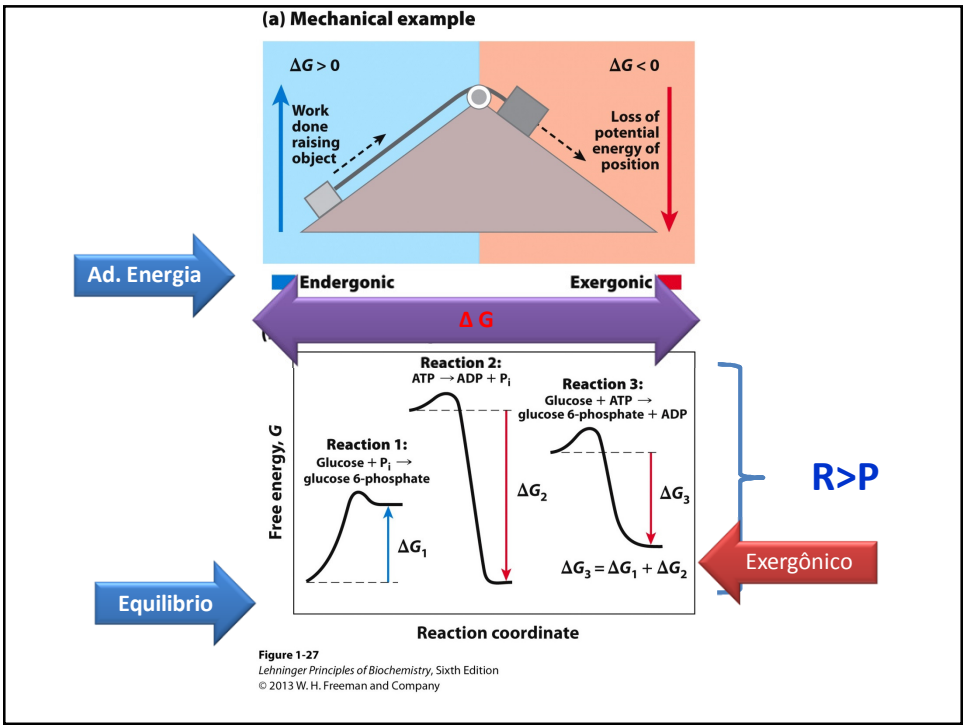 (a) Mechanical example
ΔG > 0
ΔG < 0
Work
done
raising
object
Loss of
potential
energy of
position
Ad. Energia
Endergonic
Exergonic
Δ G
(
Reaction 2:
ATP → ADP + Pi
Reaction 3:
Glucose + ATP →
glucose 6-phosphate + ADP
Reaction 1:
Glucose + Pi →
glucose 6-phosphate
Free energy, G
ΔG1
ΔG2
ΔG3
ΔG3 = ΔG1 + ΔG2
R>P
Exergônico
Equilibrio
Reaction coordinate
Figure 1-27
Lehninger Principles of Biochemistry, Sixth Edition
© 2013 W. H. Freeman and Company